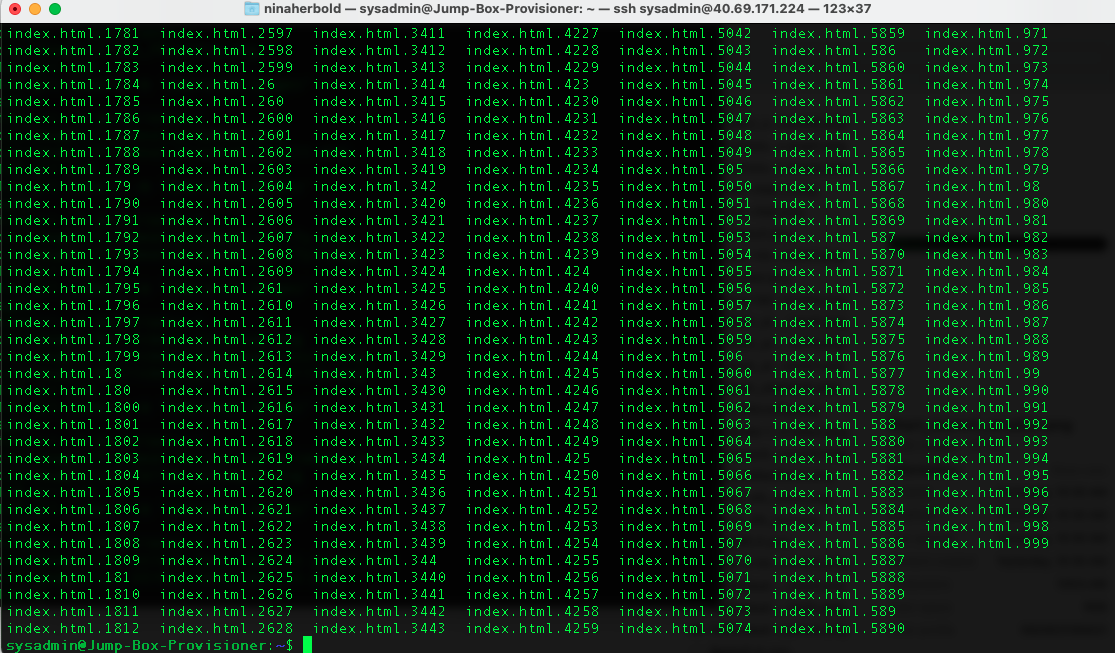 ninaherbold — sysadmin@Jump-Box-Provisioner: ~ — ssh sysadmin@40.69.171.224 — 123×37
index.html.1781 index.html.2597 index.html.3411 index.html.4227 index.html.5042 index.html.5859 index.html.971
index.html.1782 index.html.2598 index.html.3412 index.html.4228 index.html.5043 index.html.586 index.html.972
index.html.1783 index.html.2599 index.html.3413 index.html.4229 index.html.5044 index.html.5860 index.html.973
index.html.1784 index.html.26 index.html.3414 index.html.423 index.html.5045 index.html.5861 index.html.974
index.html.1785 index.html.260 index.html.3415 index.html.4230 index.html.5046 index.html.5862 index.html.975
index.html.1786 index.html.2600 index.html.3416 index.html.4231 index.html.5047 index.html.5863 index.html.976
index.html.1787 index.html.2601 index.html.3417 index.html.4232 index.html.5048 index.html.5864 index.html.977
index.html.1788 index.html.2602 index.html.3418 index.html.4233 index.html.5049 index.html.5865 index.html.978
index.html.1789 index.html.2603 index.html.3419 index.html.4234 index.html.505 index.html.5866 index.html.979
index.html.179 index.html.2604 index.html.342 index.html.4235 index.html.5050 index.html.5867 index.html.98
index.html.1790 index.html.2605 index.html.3420 index.html.4236 index.html.5051 index.html.5868 index.html.980
index.html.1791 index.html.2606 index.html.3421 index.html.4237 index.html.5052 index.html.5869 index.html.981
index.html.1792 index.html.2607 index.html.3422 index.html.4238 index.html.5053 index.html.587 index.html.982
index.html.1793 index.html.2608 index.html.3423 index.html.4239 index.html.5054 index.html.5870 index.html.983
index.html.1794 index.html.2609 index.html.3424 index.html.424 index.html.5055 index.html.5871 index.html.984
index.html.1795 index.html.261 index.html.3425 index.html.4240 index.html.5056 index.html.5872 index.html.985
index.html.1796 index.html.2610 index.html.3426 index.html.4241 index.html.5057 index.html.5873 index.html.986
index.html.1797 index.html.2611 index.html.3427 index.html.4242 index.html.5058 index.html.5874 index.html.987
index.html.1798 index.html.2612 index.html.3428 index.html.4243 index.html.5059 index.html.5875 index.html.988
index.html.1799 index.html.2613 index.html.3429 index.html.4244 index.html.506 index.html.5876 index.html.989
index.html.18 index.html.2614 index.html.343 index.html.4245 index.html.5060 index.html.5877 index.html.99
index.html.180 index.html.2615 index.html.3430 index.html.4246 index.html.5061 index.html.5878 index.html.990
index.html.1800 index.html.2616 index.html.3431 index.html.4247 index.html.5062 index.html.5879 index.html.991
index.html.1801 index.html.2617 index.html.3432 index.html.4248 index.html.5063 index.html.588 index.html.992
index.html.1802 index.html.2618 index.html.3433 index.html.4249 index.html.5064 index.html.5880 index.html.993
index.html.1803 index.html.2619 index.html.3434 index.html.425 index.html.5065 index.html.5881 index.html.994
index.html.1804 index.html.262 index.html.3435 index.html.4250 index.html.5066 index.html.5882 index.html.995
index.html.1805 index.html.2620 index.html.3436 index.html.4251 index.html.5067 index.html.5883 index.html.996
index.html.1806 index.html.2621 index.html.3437 index.html.4252 index.html.5068 index.html.5884 index.html.997
index.html.1807 index.html.2622 index.html.3438 index.html.4253 index.html.5069 index.html.5885 index.html.998
index.html.1808 index.html.2623 index.html.3439 index.html.4254 index.html.507 index.html.5886 index.html.999
index.html.1809 index.html.2624 index.html.344 index.html.4255 index.html.5070 index.html.5887
index.html.181 index.html.2625 index.html.3440 index.html.4256 index.html.5071 index.html.5888
index.html.1810 index.html.2626 index.html.3441 index.html.4257 index.html.5072 index.html.5889
index.html.1811 index.html.2627 index.html.3442 index.html.4258 index.html.5073 index.html.589
index.html.1812 index.html.2628 index.html.3443 index.html.4259 index.html.5074 index.html.5890
sysadmin@Jump-Box-Provisioner:~$